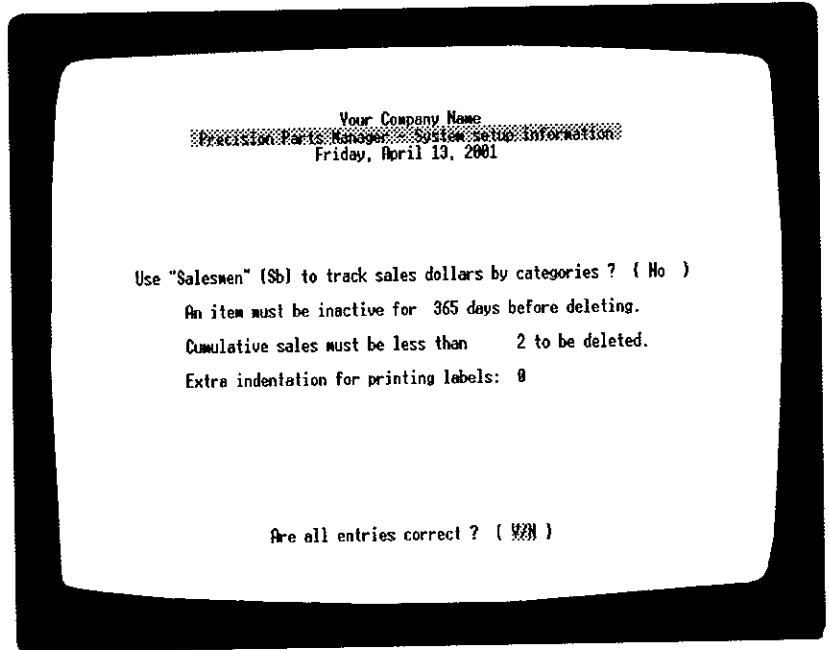 Your Company Name
Precision Parts Manager - System setup information
Friday, April 13, 2001
Use "Salesmen" (Sb) to track sales dollars by categories ? ( No )
An item must be inactive for 365 days before deleting.
Cumulative sales must be less than 2 to be deleted.
Extra indentation for printing labels: 0
Are all entries correct ? ( Y/N )